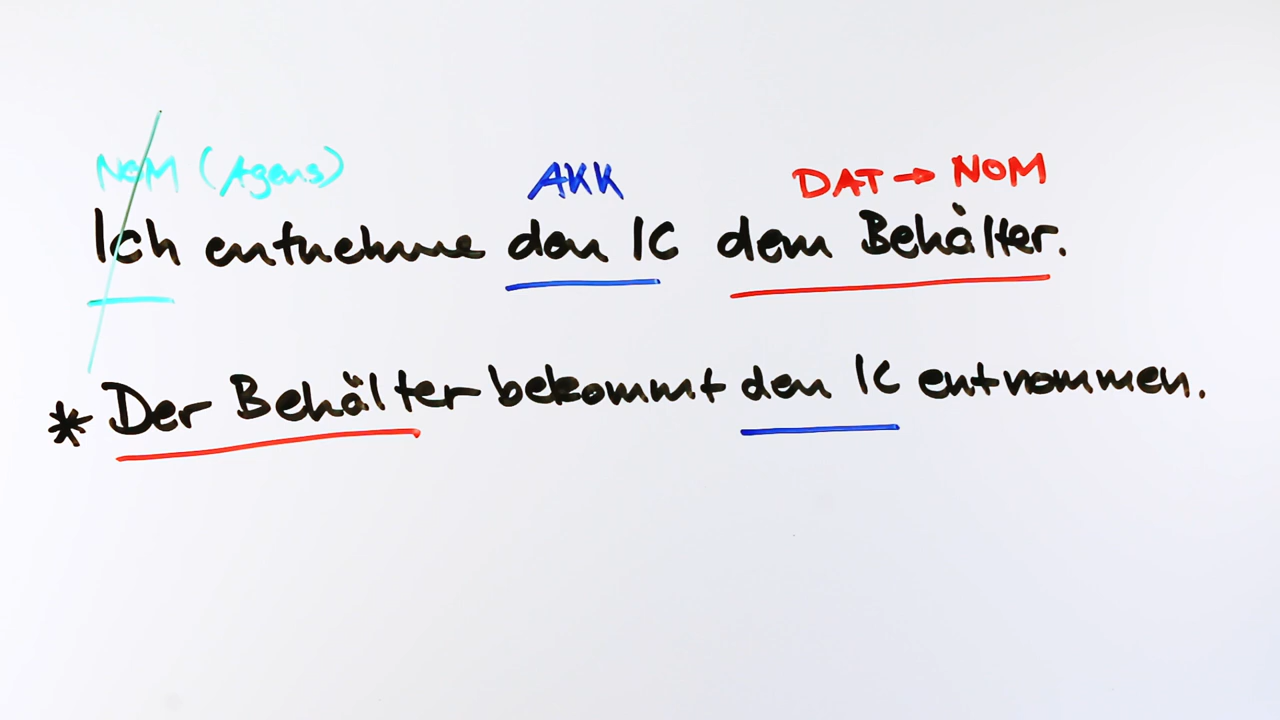 NOM (Agens) AKK DAT → NOM
Ich entnehme den IC dem Behälter.
* Der Behälter bekommt den IC entnommen.